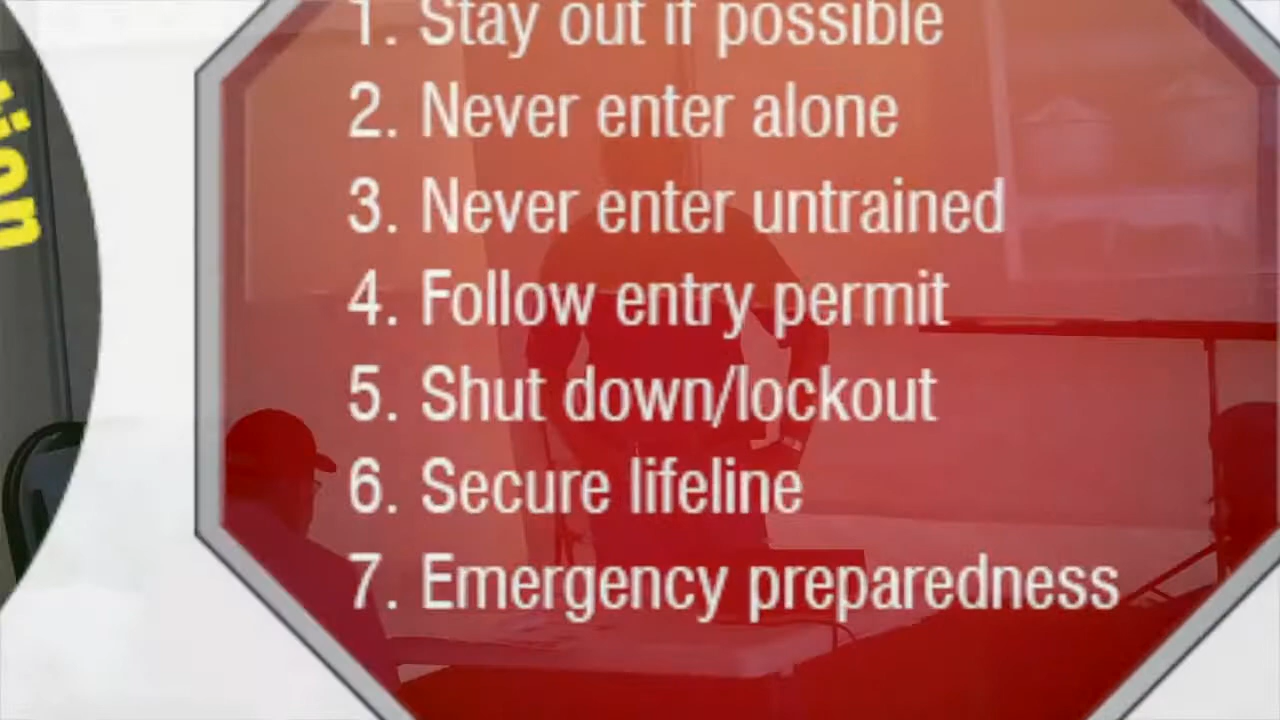 1. Stay out if possible
2. Never enter alone
3. Never enter untrained
4. Follow entry permit
5. Shut down/lockout
6. Secure lifeline
7. Emergency preparedness